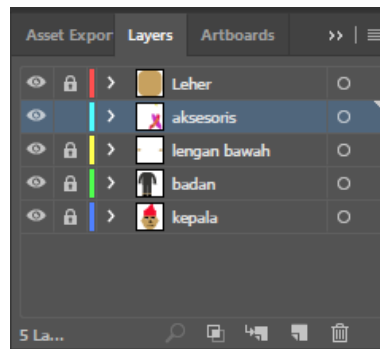 Asset Expor Layers Artboards
Leher
aksesoris
lengan bawah
badan
kepala
5 La...